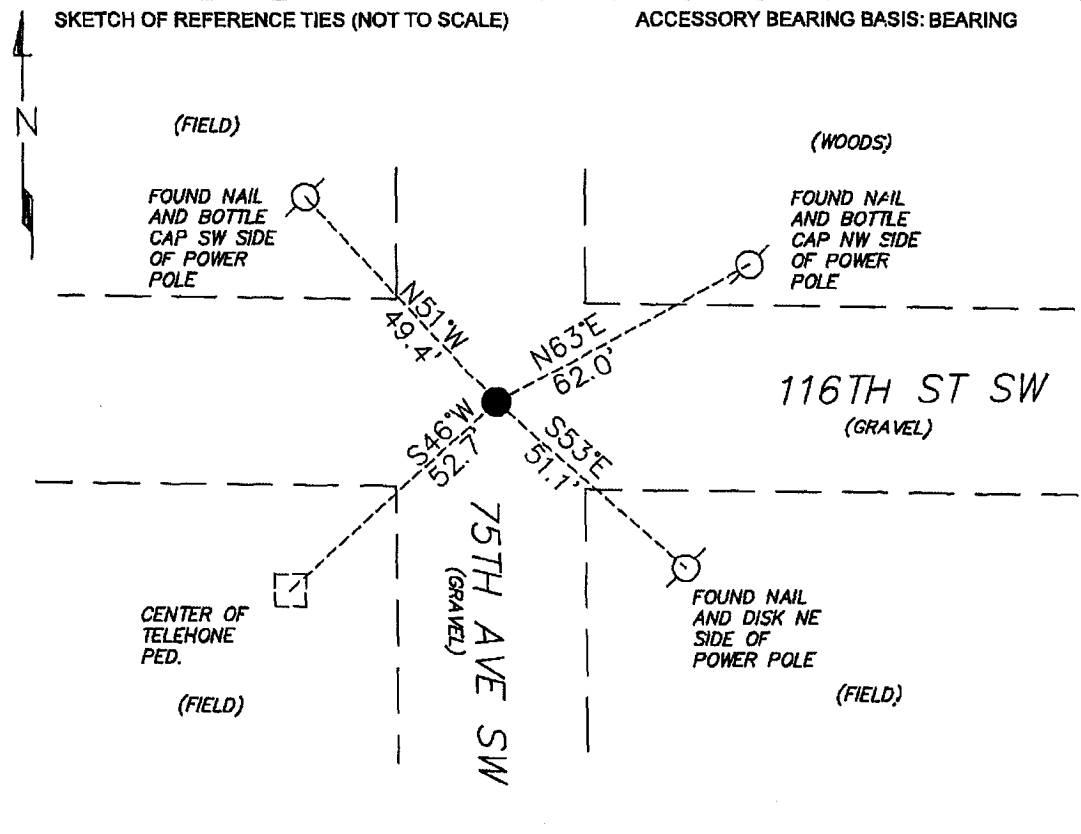 SKETCH OF REFERENCE TIES (NOT TO SCALE)
ACCESSORY BEARING BASIS: BEARING
N
(FIELD)
(WOODS)
FOUND NAIL
AND BOTTLE
CAP SW SIDE
OF POWER
POLE
FOUND NAIL
AND BOTTLE
CAP NW SIDE
OF POWER
POLE
N51°W
49.4'
N63°E
62.0'
116TH ST SW
(GRAVEL)
S46°W
52.7'
S53°E
51.1'
75TH AVE SW
(GRAVEL)
CENTER OF
TELEHONE
PED.
(FIELD)
FOUND NAIL
AND DISK NE
SIDE OF
POWER POLE
(FIELD)